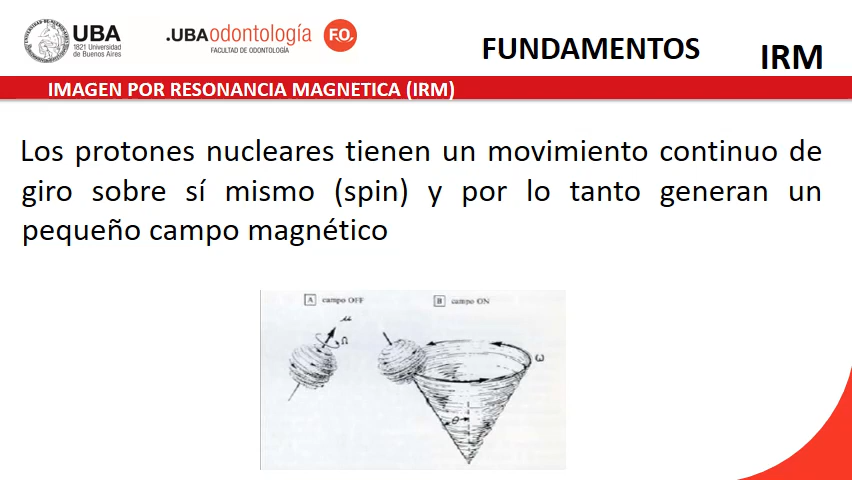 UBA
1821 Universidad
de Buenos Aires
.UBAodontología
FACULTAD DE ODONTOLOGÍA
F.O.
FUNDAMENTOS
IRM
IMAGEN POR RESONANCIA MAGNETICA (IRM)
Los protones nucleares tienen un movimiento continuo de
giro sobre sí mismo (spin) y por lo tanto generan un
pequeño campo magnético
A campo OFF
B campo ON
μ
Ω
ω
θ